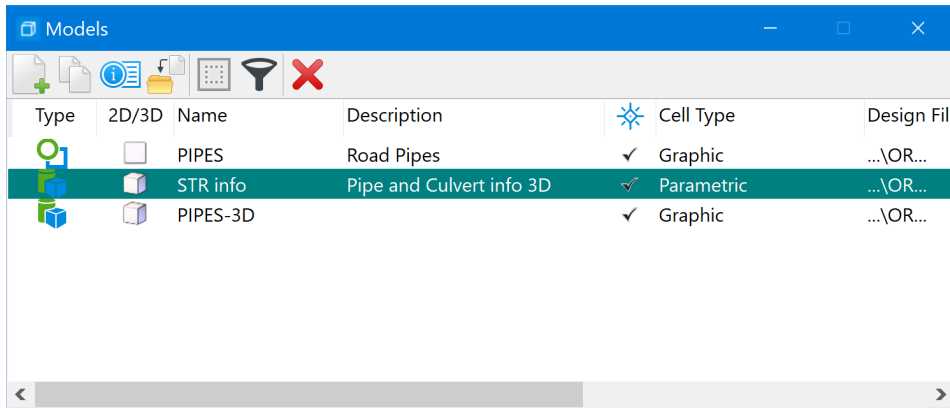 Models
Type 2D/3D Name Description Cell Type Design Fil
PIPES Road Pipes Graphic ...\OR...
STR info Pipe and Culvert info 3D Parametric ...\OR...
PIPES-3D Graphic ...\OR...